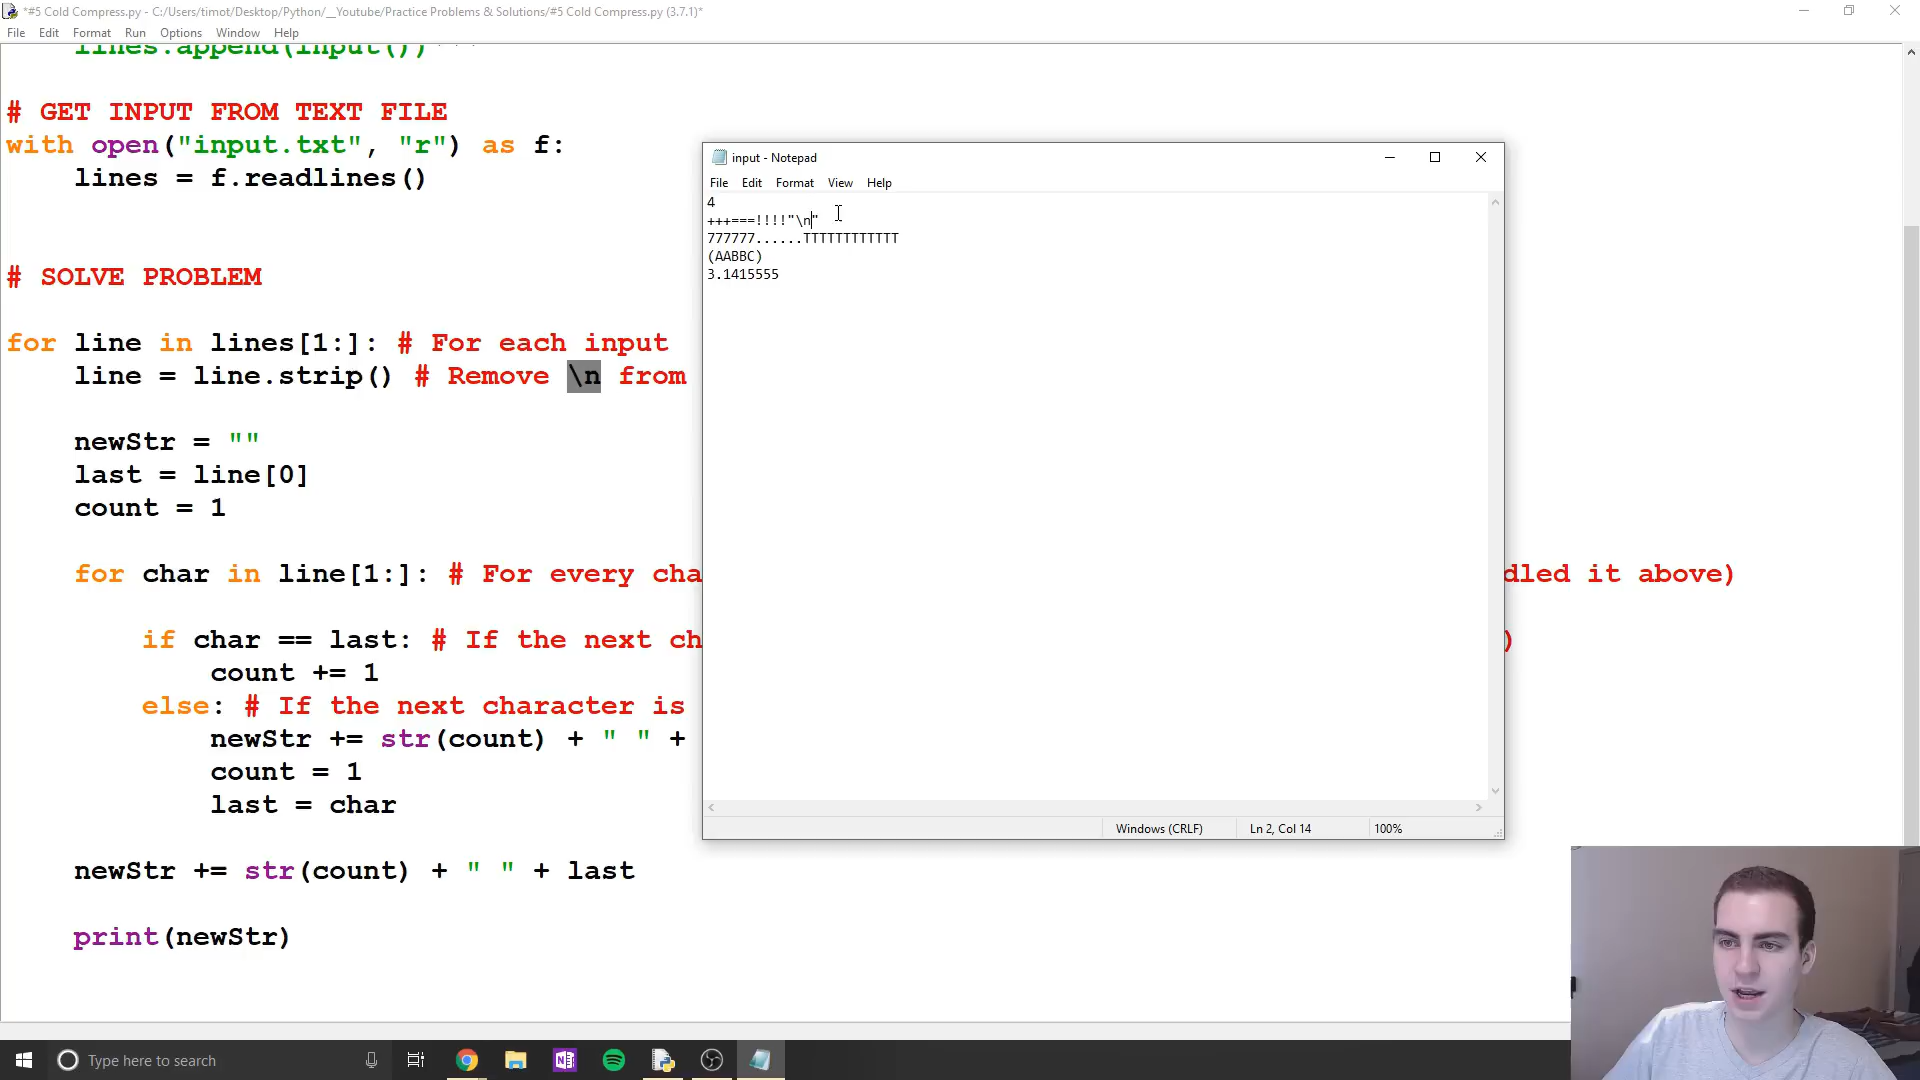 *#5 Cold Compress.py - C:/Users/timot/Desktop/Python/__Youtube/Practice Problems & Solutions/#5 Cold Compress.py (3.7.1)*
File Edit Format Run Options Window Help
lines.append(input())'''
# GET INPUT FROM TEXT FILE
with open("input.txt", "r") as f:
lines = f.readlines()
# SOLVE PROBLEM
for line in lines[1:]: # For each input
line = line.strip() # Remove \n from
newStr = ""
last = line[0]
count = 1
for char in line[1:]: # For every cha
dled it above)
if char == last: # If the next ch
)
count += 1
else: # If the next character is
newStr += str(count) + " " +
count = 1
last = char
newStr += str(count) + " " + last
print(newStr)
input - Notepad
File Edit Format View Help
4
+++===!!!!"\n"
777777......TTTTTTTTTTTT
(AABBC)
3.1415555
Windows (CRLF) Ln 2, Col 14 100%
Type here to search